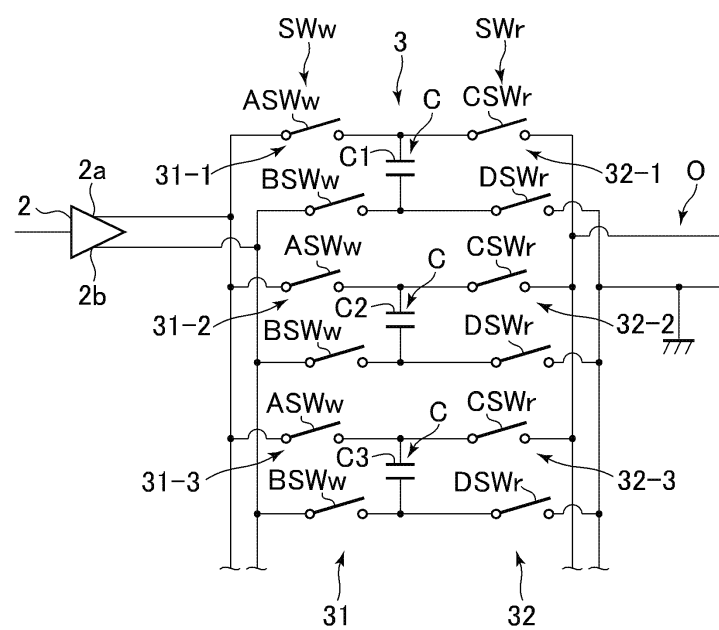 SWw
SWr
3
ASWw
C
CSWr
C1
31-1
32-1
2a
BSWw
DSWr
O
2
ASWw
C
CSWr
2b
C2
31-2
32-2
BSWw
DSWr
ASWw
C
CSWr
C3
31-3
32-3
BSWw
DSWr
31
32